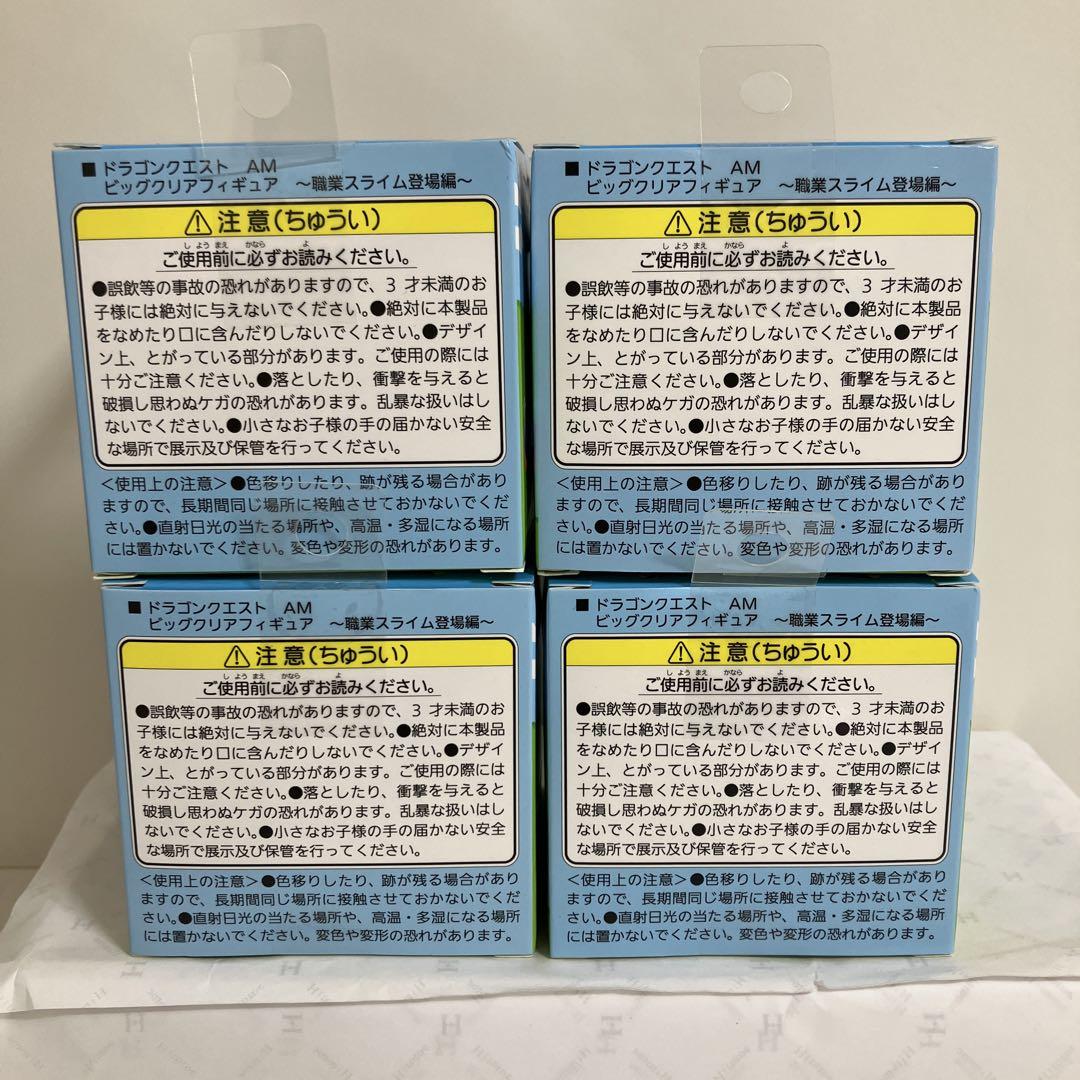 ■ドラゴンクエスト AM
ビッグクリアフィギュア ～職業スライム登場編～
⚠注意(ちゅうい)
しようまえ かなら よ
ご使用前に必ずお読みください。
●誤飲等の事故の恐れがありますので、3才未満のお
子様には絶対に与えないでください。●絶対に本製品
をなめたり口に含んだりしないでください。●デザイ
ン上、とがっている部分があります。ご使用の際には
十分ご注意ください。●落としたり、衝撃を与えると
破損し思わぬケガの恐れがあります。乱暴な扱いはし
ないでください。●小さなお子様の手の届かない安全
な場所で展示及び保管を行ってください。
＜使用上の注意＞●色移りしたり、跡が残る場合があり
ますので、長期間同じ場所に接触させておかないでくだ
さい。●直射日光の当たる場所や、高温・多湿になる場所
には置かないでください。変色や変形の恐れがあります。
■ドラゴンクエスト AM
ビッグクリアフィギュア ～職業スライム登場編～
⚠注意(ちゅうい)
しようまえ かなら よ
ご使用前に必ずお読みください。
●誤飲等の事故の恐れがありますので、3才未満のお
子様には絶対に与えないでください。●絶対に本製品
をなめたり口に含んだりしないでください。●デザイ
ン上、とがっている部分があります。ご使用の際には
十分ご注意ください。●落としたり、衝撃を与えると
破損し思わぬケガの恐れがあります。乱暴な扱いはし
ないでください。●小さなお子様の手の届かない安全
な場所で展示及び保管を行ってください。
＜使用上の注意＞●色移りしたり、跡が残る場合があり
ますので、長期間同じ場所に接触させておかないでくだ
さい。●直射日光の当たる場所や、高温・多湿になる場所
には置かないでください。変色や変形の恐れがあります。
■ドラゴンクエスト AM
ビッグクリアフィギュア ～職業スライム登場編～
⚠注意(ちゅうい)
しようまえ かなら よ
ご使用前に必ずお読みください。
●誤飲等の事故の恐れがありますので、3才未満のお
子様には絶対に与えないでください。●絶対に本製品
をなめたり口に含んだりしないでください。●デザイ
ン上、とがっている部分があります。ご使用の際には
十分ご注意ください。●落としたり、衝撃を与えると
破損し思わぬケガの恐れがあります。乱暴な扱いはし
ないでください。●小さなお子様の手の届かない安全
な場所で展示及び保管を行ってください。
＜使用上の注意＞●色移りしたり、跡が残る場合があり
ますので、長期間同じ場所に接触させておかないでくだ
さい。●直射日光の当たる場所や、高温・多湿になる場所
には置かないでください。変色や変形の恐れがあります。
■ドラゴンクエスト AM
ビッグクリアフィギュア ～職業スライム登場編～
⚠注意(ちゅうい)
しようまえ かなら よ
ご使用前に必ずお読みください。
●誤飲等の事故の恐れがありますので、3才未満のお
子様には絶対に与えないでください。●絶対に本製品
をなめたり口に含んだりしないでください。●デザイ
ン上、とがっている部分があります。ご使用の際には
十分ご注意ください。●落としたり、衝撃を与えると
破損し思わぬケガの恐れがあります。乱暴な扱いはし
ないでください。●小さなお子様の手の届かない安全
な場所で展示及び保管を行ってください。
＜使用上の注意＞●色移りしたり、跡が残る場合があり
ますので、長期間同じ場所に接触させておかないでくだ
さい。●直射日光の当たる場所や、高温・多湿になる場所
には置かないでください。変色や変形の恐れがあります。